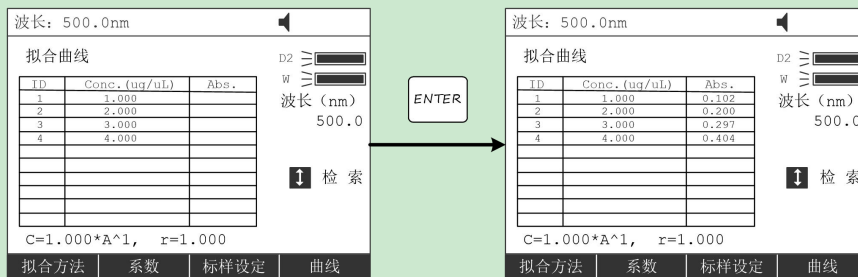 波长: 500.0nm
拟合曲线
D2
W
ID Conc.(ug/uL) Abs.
1 1.000
2 2.000
3 3.000
4 4.000
波长（nm）
500.0
检 索
C=1.000*A^1, r=1.000
拟合方法 系数 标样设定 曲线
ENTER
波长: 500.0nm
拟合曲线
D2
W
ID Conc.(ug/uL) Abs.
1 1.000 0.102
2 2.000 0.200
3 3.000 0.297
4 4.000 0.404
波长（nm）
500.0
检 索
C=1.000*A^1, r=1.000
拟合方法 系数 标样设定 曲线